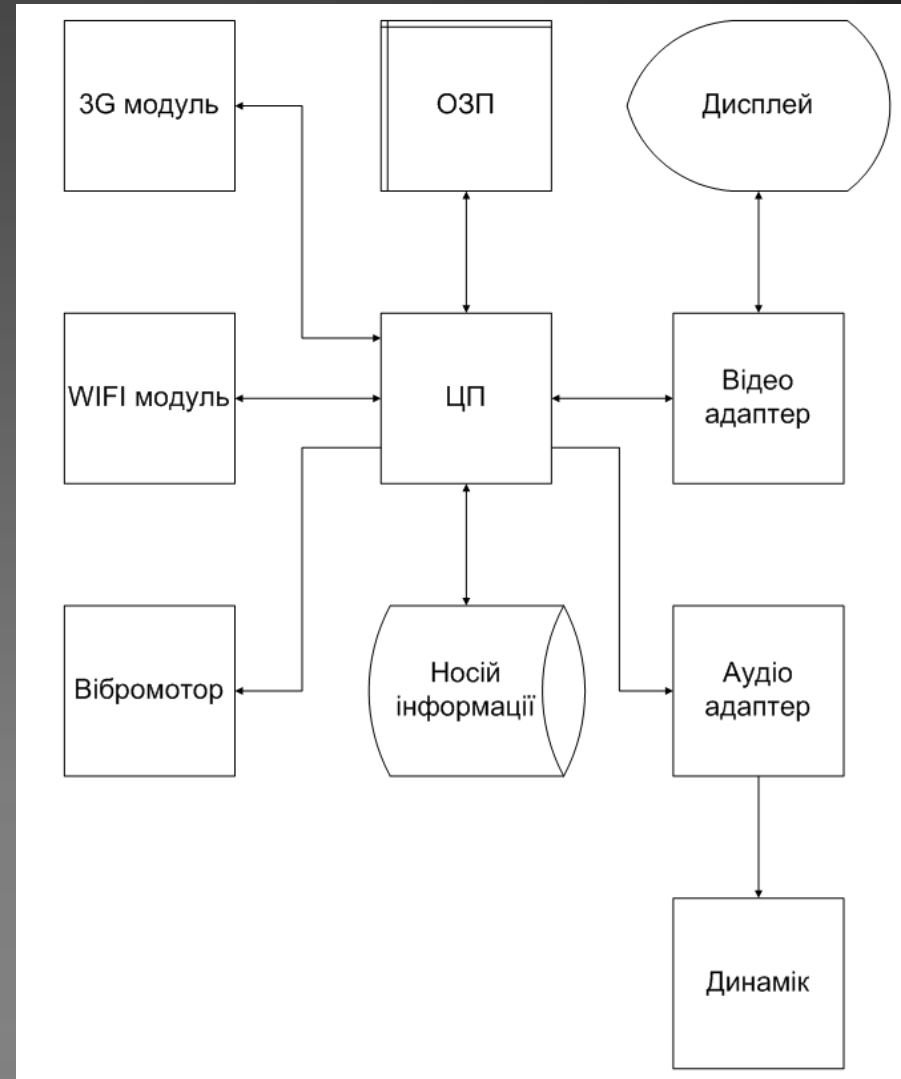 3G модуль
ОЗП
Дисплей
WIFI модуль
ЦП
Відео
адаптер
Вібромотор
Носій
інформації
Аудіо
адаптер
Динамік